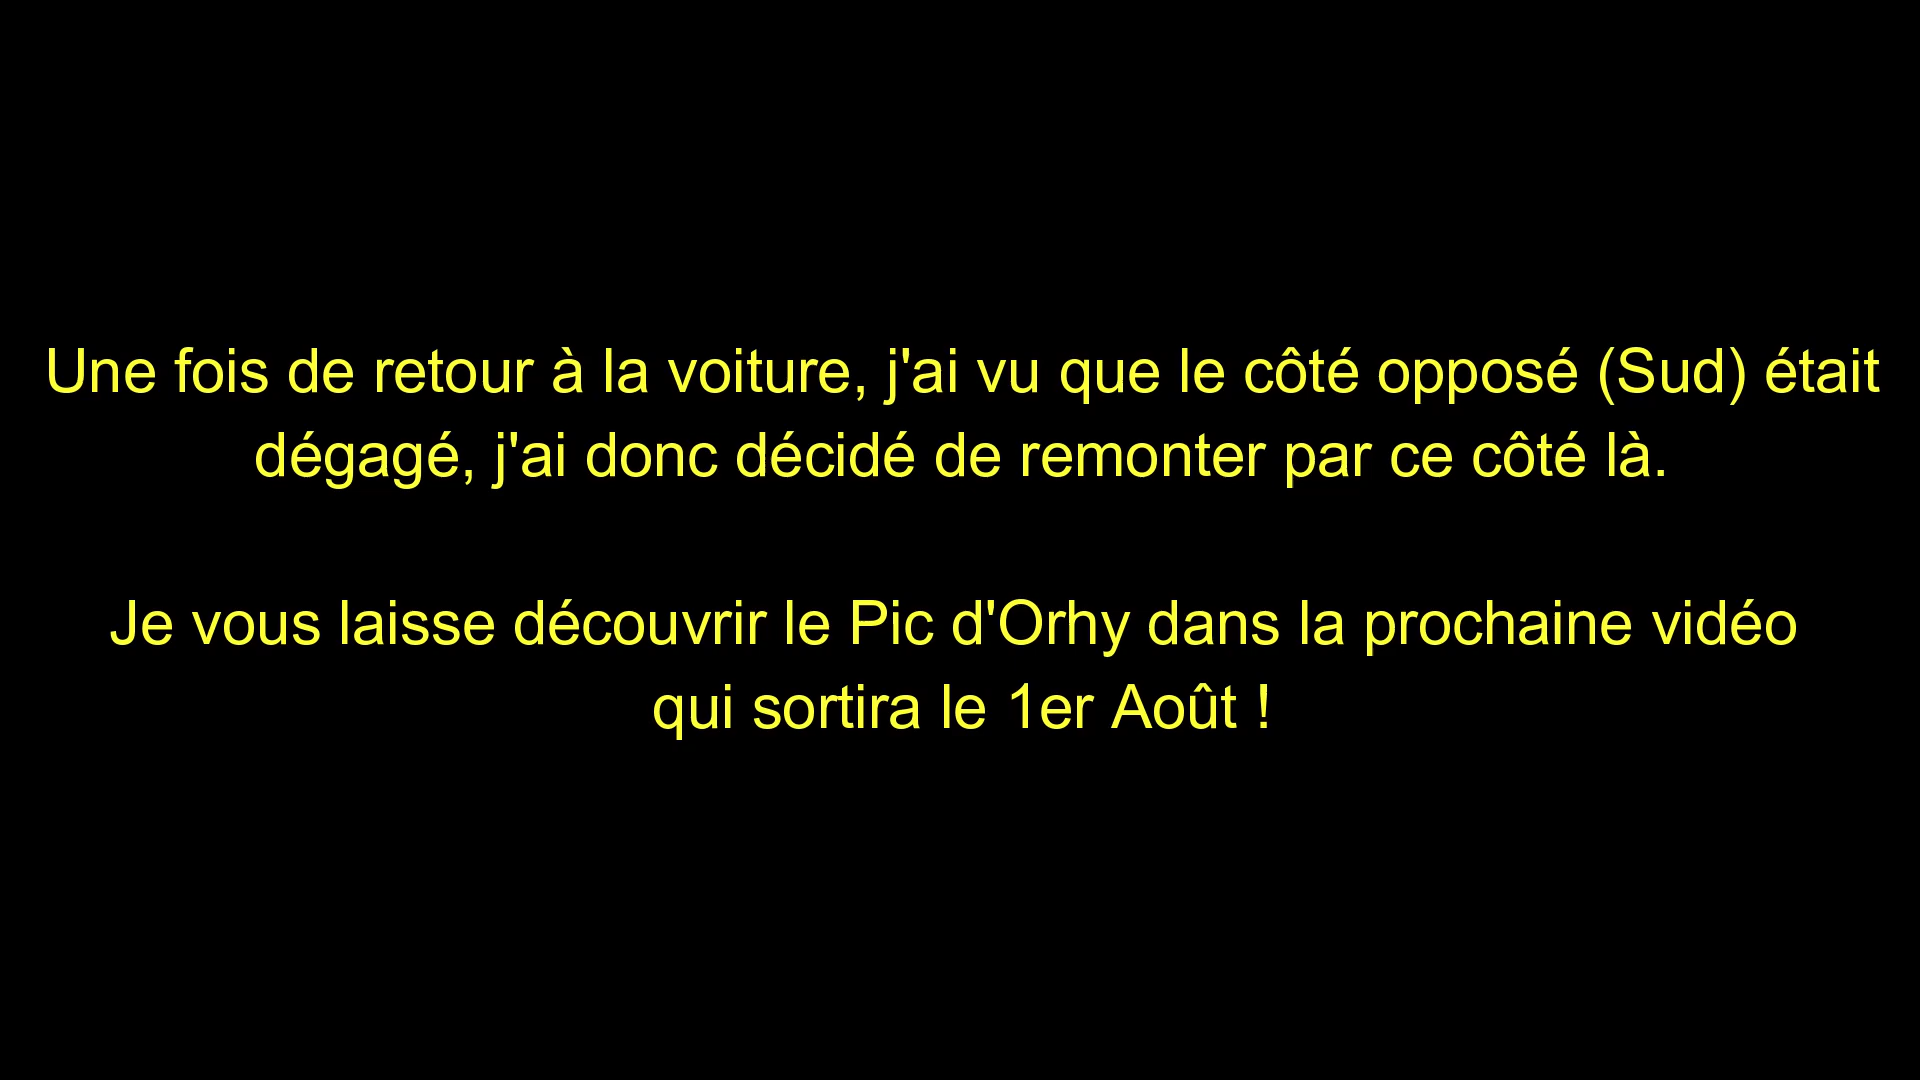 Une fois de retour à la voiture, j'ai vu que le côté opposé (Sud) était
dégagé, j'ai donc décidé de remonter par ce côté là.
Je vous laisse découvrir le Pic d'Orhy dans la prochaine vidéo
qui sortira le 1er Août !